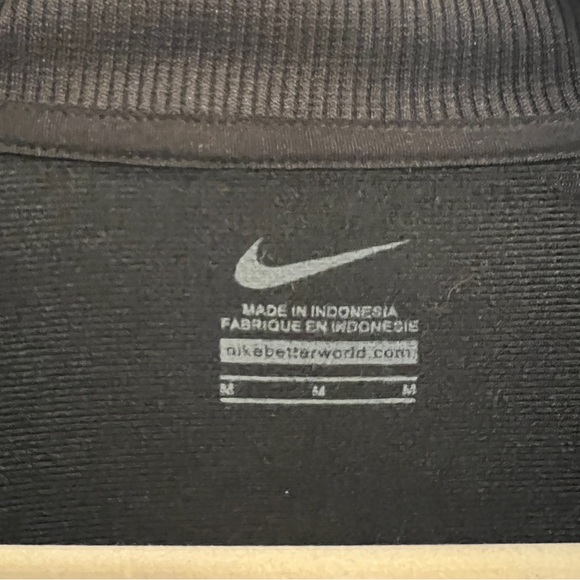 MADE IN INDONESIA
FABRIQUE EN INDONESIE
nikebetterworld.com
M M M